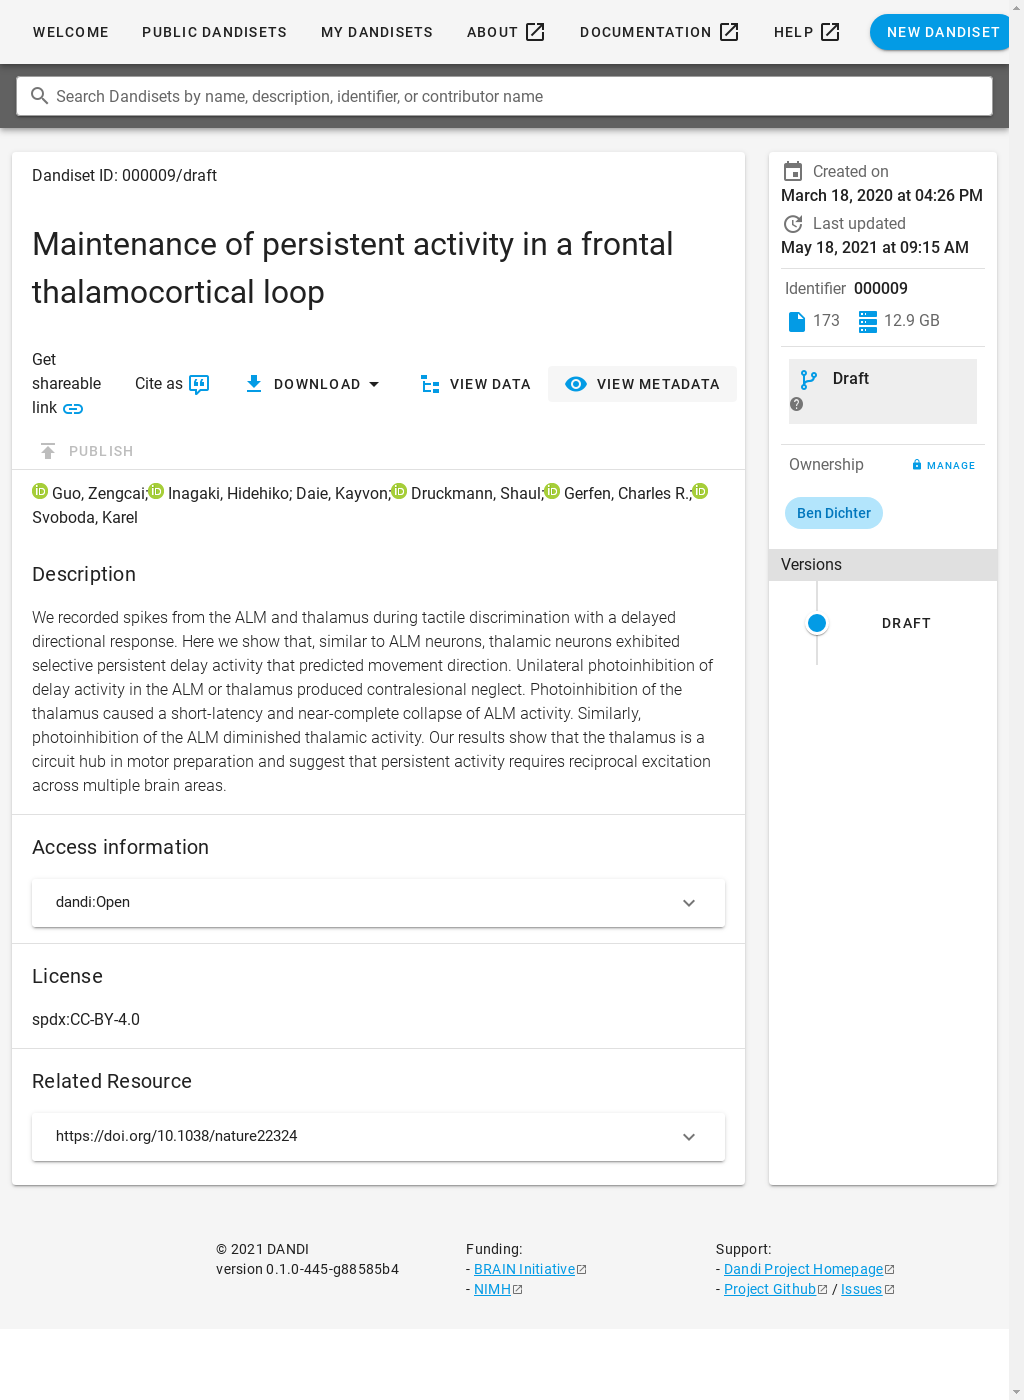 WELCOME PUBLIC DANDISETS MY DANDISETS ABOUT DOCUMENTATION HELP NEW DANDISET
Search Dandisets by name, description, identifier, or contributor name
Dandiset ID: 000009/draft
Maintenance of persistent activity in a frontal
thalamocortical loop
Get
shareable
link
Cite as
DOWNLOAD
VIEW DATA
VIEW METADATA
PUBLISH
iD Guo, Zengcai; iD Inagaki, Hidehiko; Daie, Kayvon; iD Druckmann, Shaul; iD Gerfen, Charles R.; iD
Svoboda, Karel
Description
We recorded spikes from the ALM and thalamus during tactile discrimination with a delayed
directional response. Here we show that, similar to ALM neurons, thalamic neurons exhibited
selective persistent delay activity that predicted movement direction. Unilateral photoinhibition of
delay activity in the ALM or thalamus produced contralesional neglect. Photoinhibition of the
thalamus caused a short-latency and near-complete collapse of ALM activity. Similarly,
photoinhibition of the ALM diminished thalamic activity. Our results show that the thalamus is a
circuit hub in motor preparation and suggest that persistent activity requires reciprocal excitation
across multiple brain areas.
Access information
dandi:Open
License
spdx:CC-BY-4.0
Related Resource
https://doi.org/10.1038/nature22324
Created on
March 18, 2020 at 04:26 PM
Last updated
May 18, 2021 at 09:15 AM
Identifier 000009
173 12.9 GB
Draft
?
Ownership MANAGE
Ben Dichter
Versions
DRAFT
© 2021 DANDI
version 0.1.0-445-g88585b4
Funding:
- BRAIN Initiative
- NIMH
Support:
- Dandi Project Homepage
- Project Github / Issues